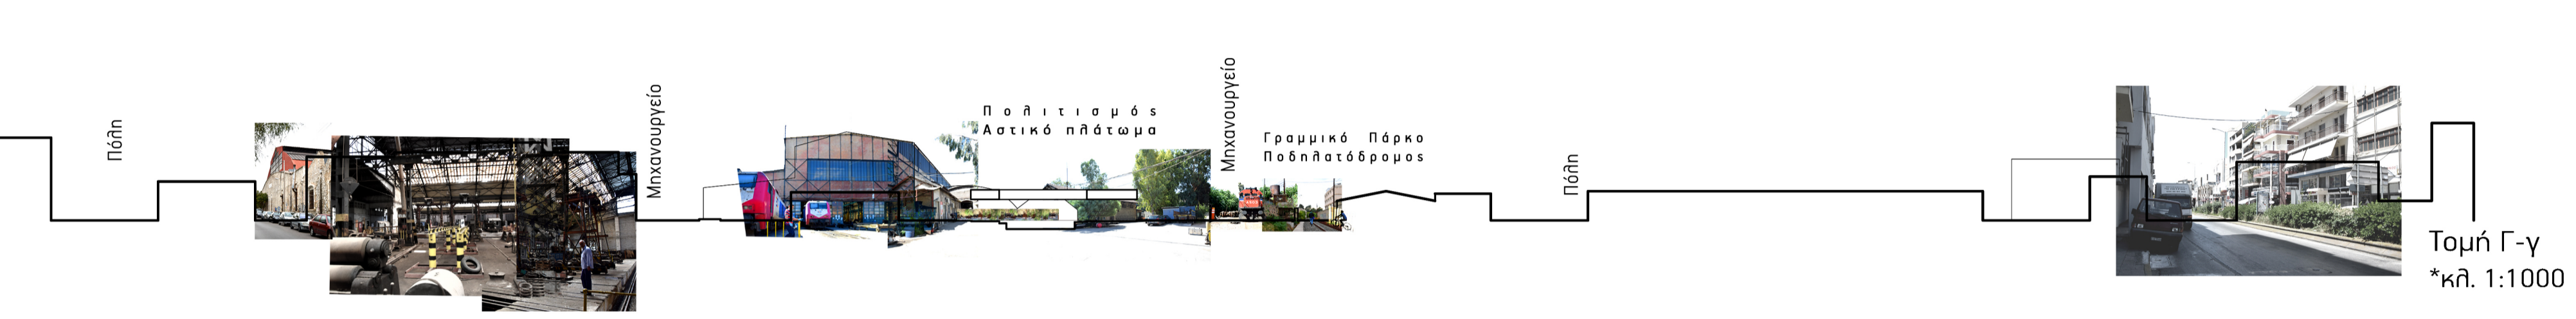 Πόλη
Μηχανουργείο
Πολιτισμός
Αστικό πλάτωμα
Μηχανουργείο
Γραμμικό Πάρκο
Ποδηλατόδρομος
Πόλη
Τομή Γ-γ
*κλ. 1:1000